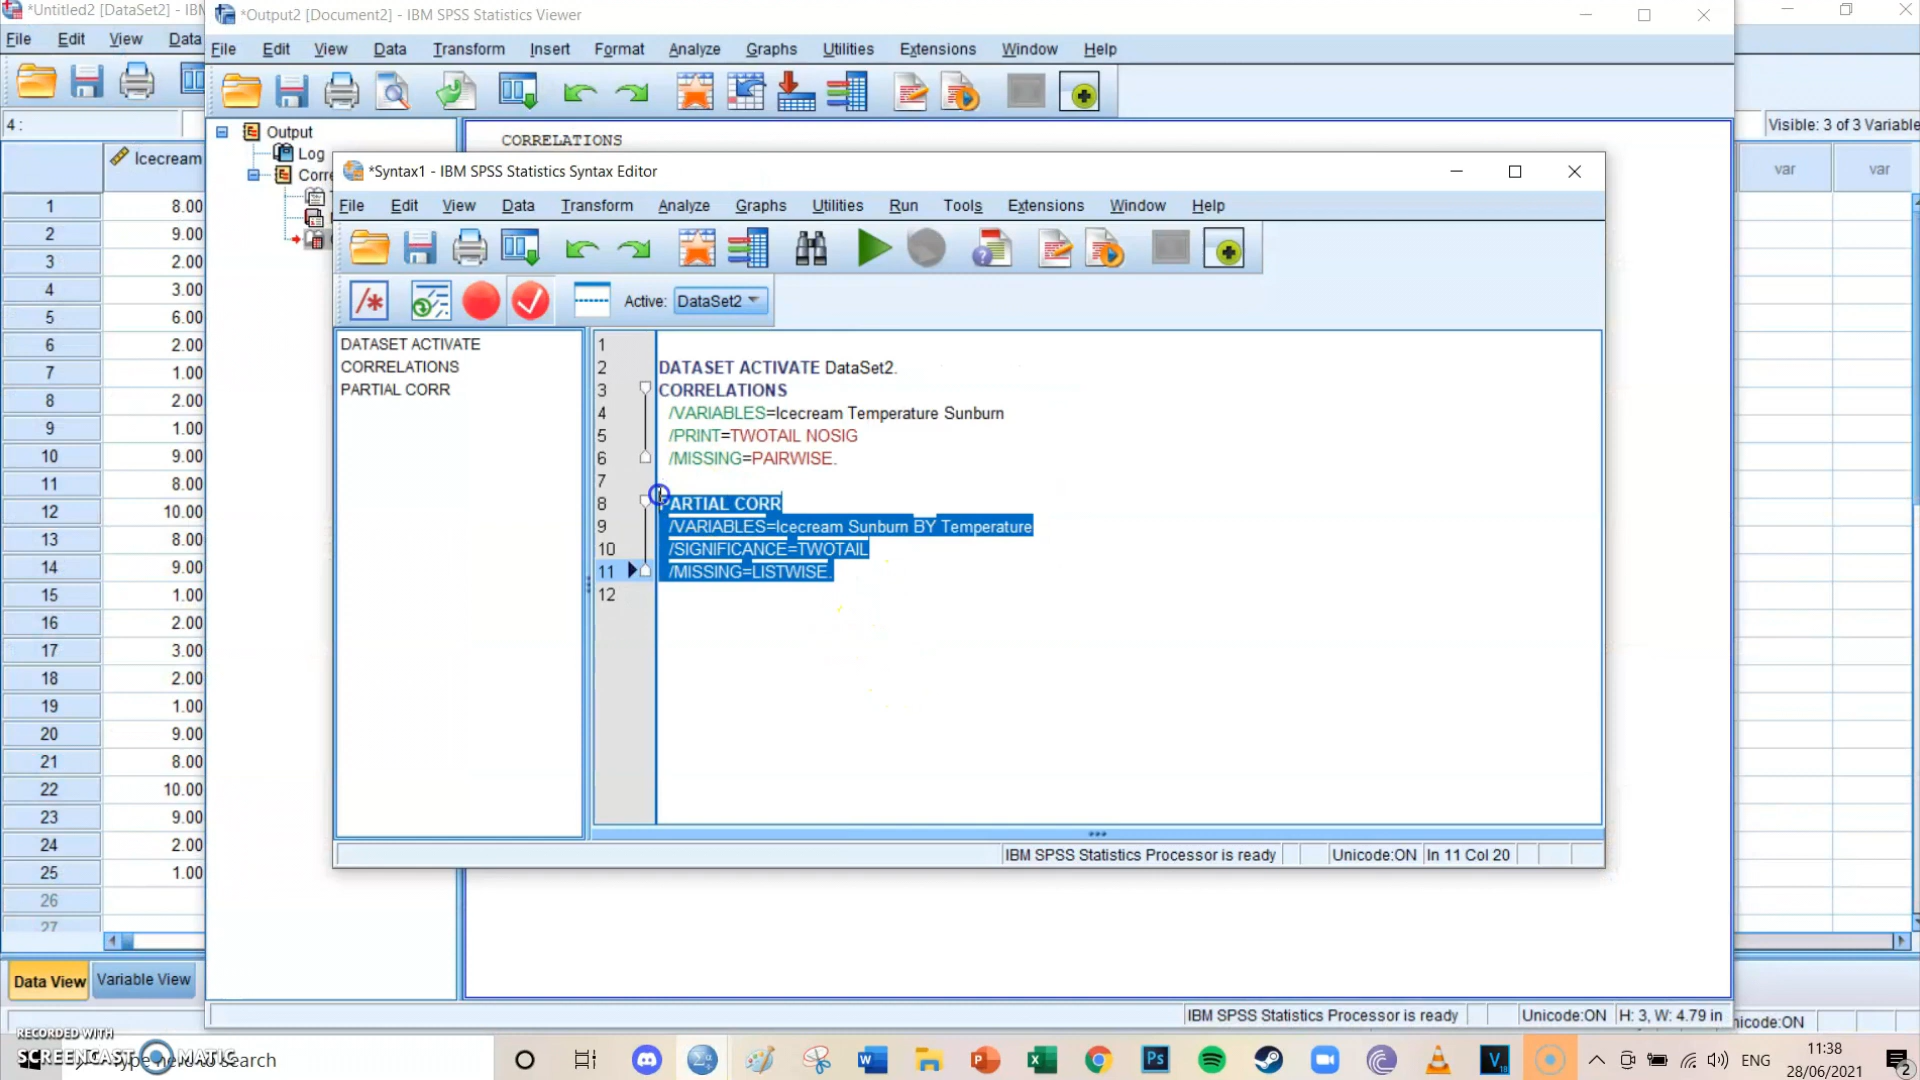 *Untitled2 [DataSet2] - IBM
*Output2 [Document2] - IBM SPSS Statistics Viewer
File Edit View Data
File Edit View Data Transform Insert Format Analyze Graphs Utilities Extensions Window Help
4 :
Visible: 3 of 3 Variable
Icecream
var var
Output
Log
Corre
CORRELATIONS
*Syntax1 - IBM SPSS Statistics Syntax Editor
File Edit View Data Transform Analyze Graphs Utilities Run Tools Extensions Window Help
Active: DataSet2
DATASET ACTIVATE
CORRELATIONS
PARTIAL CORR
1
2 DATASET ACTIVATE DataSet2.
3 CORRELATIONS
4 /VARIABLES=Icecream Temperature Sunburn
5 /PRINT=TWOTAIL NOSIG
6 /MISSING=PAIRWISE.
7
8 PARTIAL CORR
9 /VARIABLES=Icecream Sunburn BY Temperature
10 /SIGNIFICANCE=TWOTAIL
11 /MISSING=LISTWISE.
12
IBM SPSS Statistics Processor is ready Unicode:ON In 11 Col 20
1 8.00
2 9.00
3 2.00
4 3.00
5 6.00
6 2.00
7 1.00
8 2.00
9 1.00
10 9.00
11 8.00
12 10.00
13 8.00
14 9.00
15 1.00
16 2.00
17 3.00
18 2.00
19 1.00
20 9.00
21 8.00
22 10.00
23 9.00
24 2.00
25 1.00
26
27
Data View Variable View
IBM SPSS Statistics Processor is ready Unicode:ON H: 3, W: 4.79 in
nicode:ON
RECORDED WITH
SCREENCAST MATIC
Type here to search
ENG
11:38
28/06/2021
2